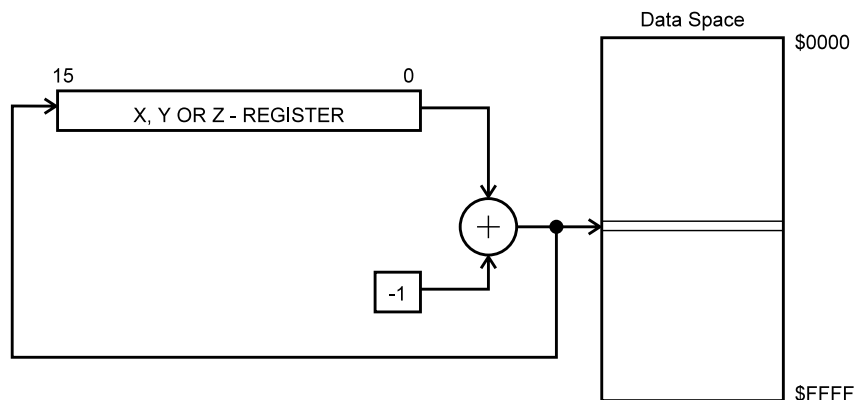 Data Space
$0000
15
0
X, Y OR Z - REGISTER
+
-1
$FFFF